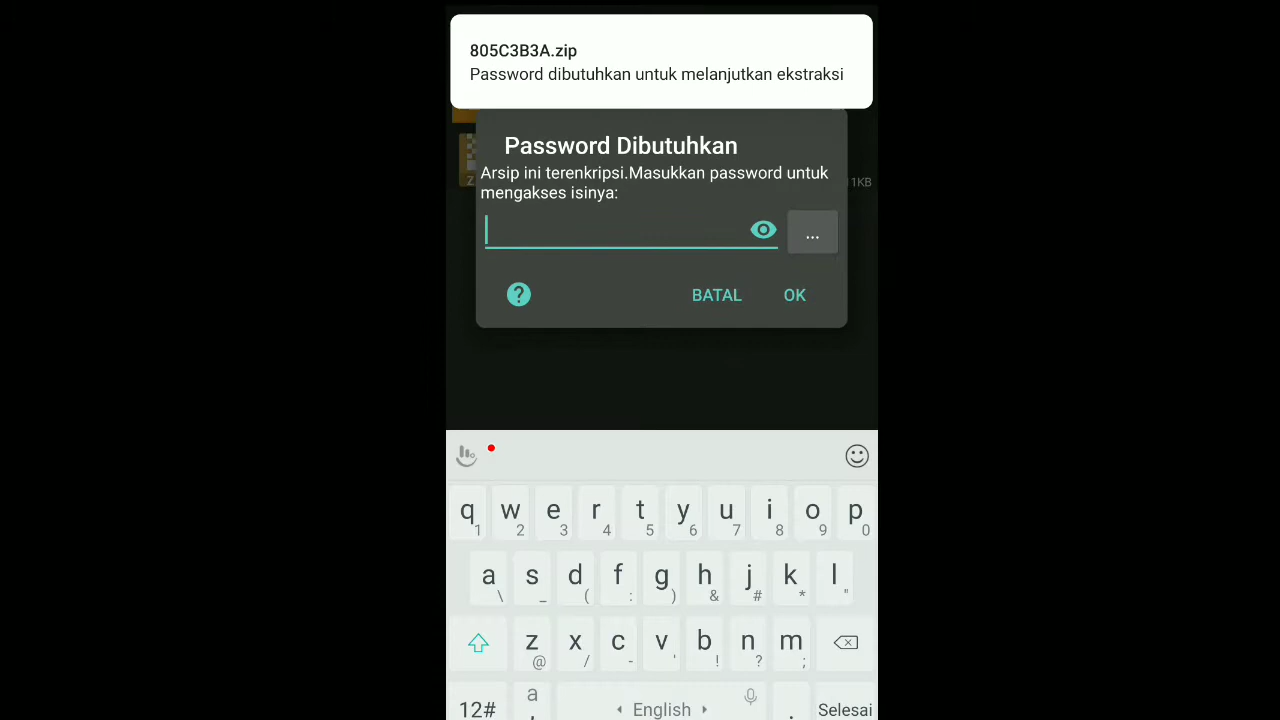 805C3B3A.zip
Password dibutuhkan untuk melanjutkan ekstraksi
Password Dibutuhkan
Arsip ini terenkripsi.Masukkan password untuk
mengakses isinya:
Z
1KB
...
?
BATAL OK
q w e r t y u i o p
1 2 3 4 5 6 7 8 9 0
a s d f g h j k l
\ _ ( : ) & # * "
z x c v b n m
@ / - ' ! ? ;
a
12# , English . Selesai